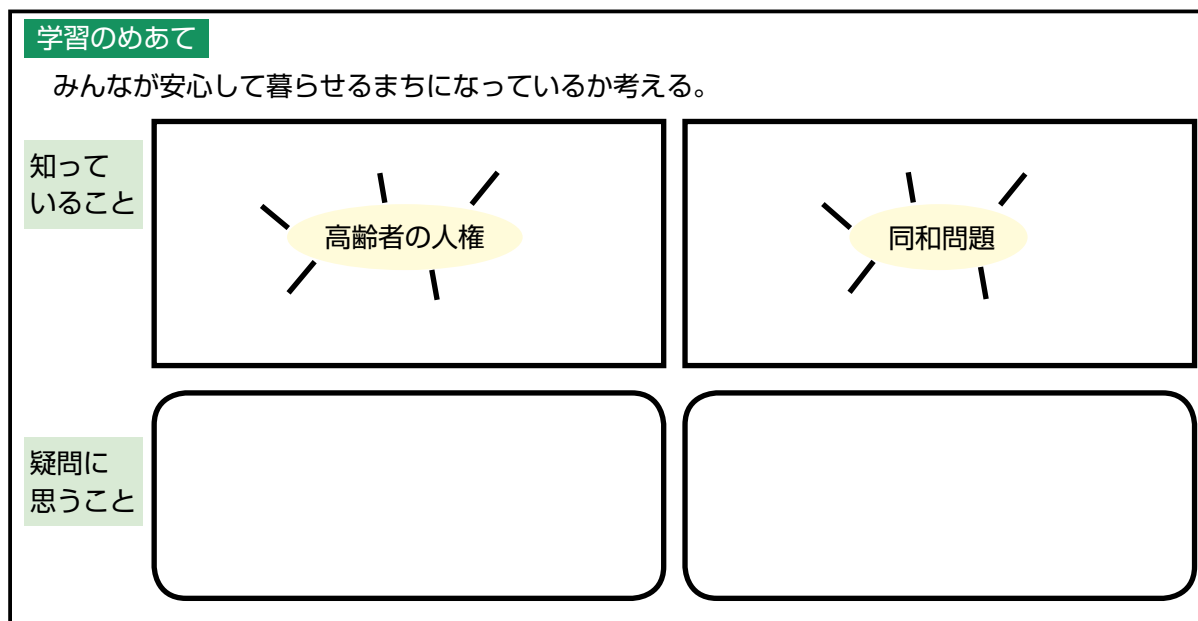 学習のめあて
みんなが安心して暮らせるまちになっているか考える。
知って
いること
高齢者の人権
同和問題
疑問に
思うこと